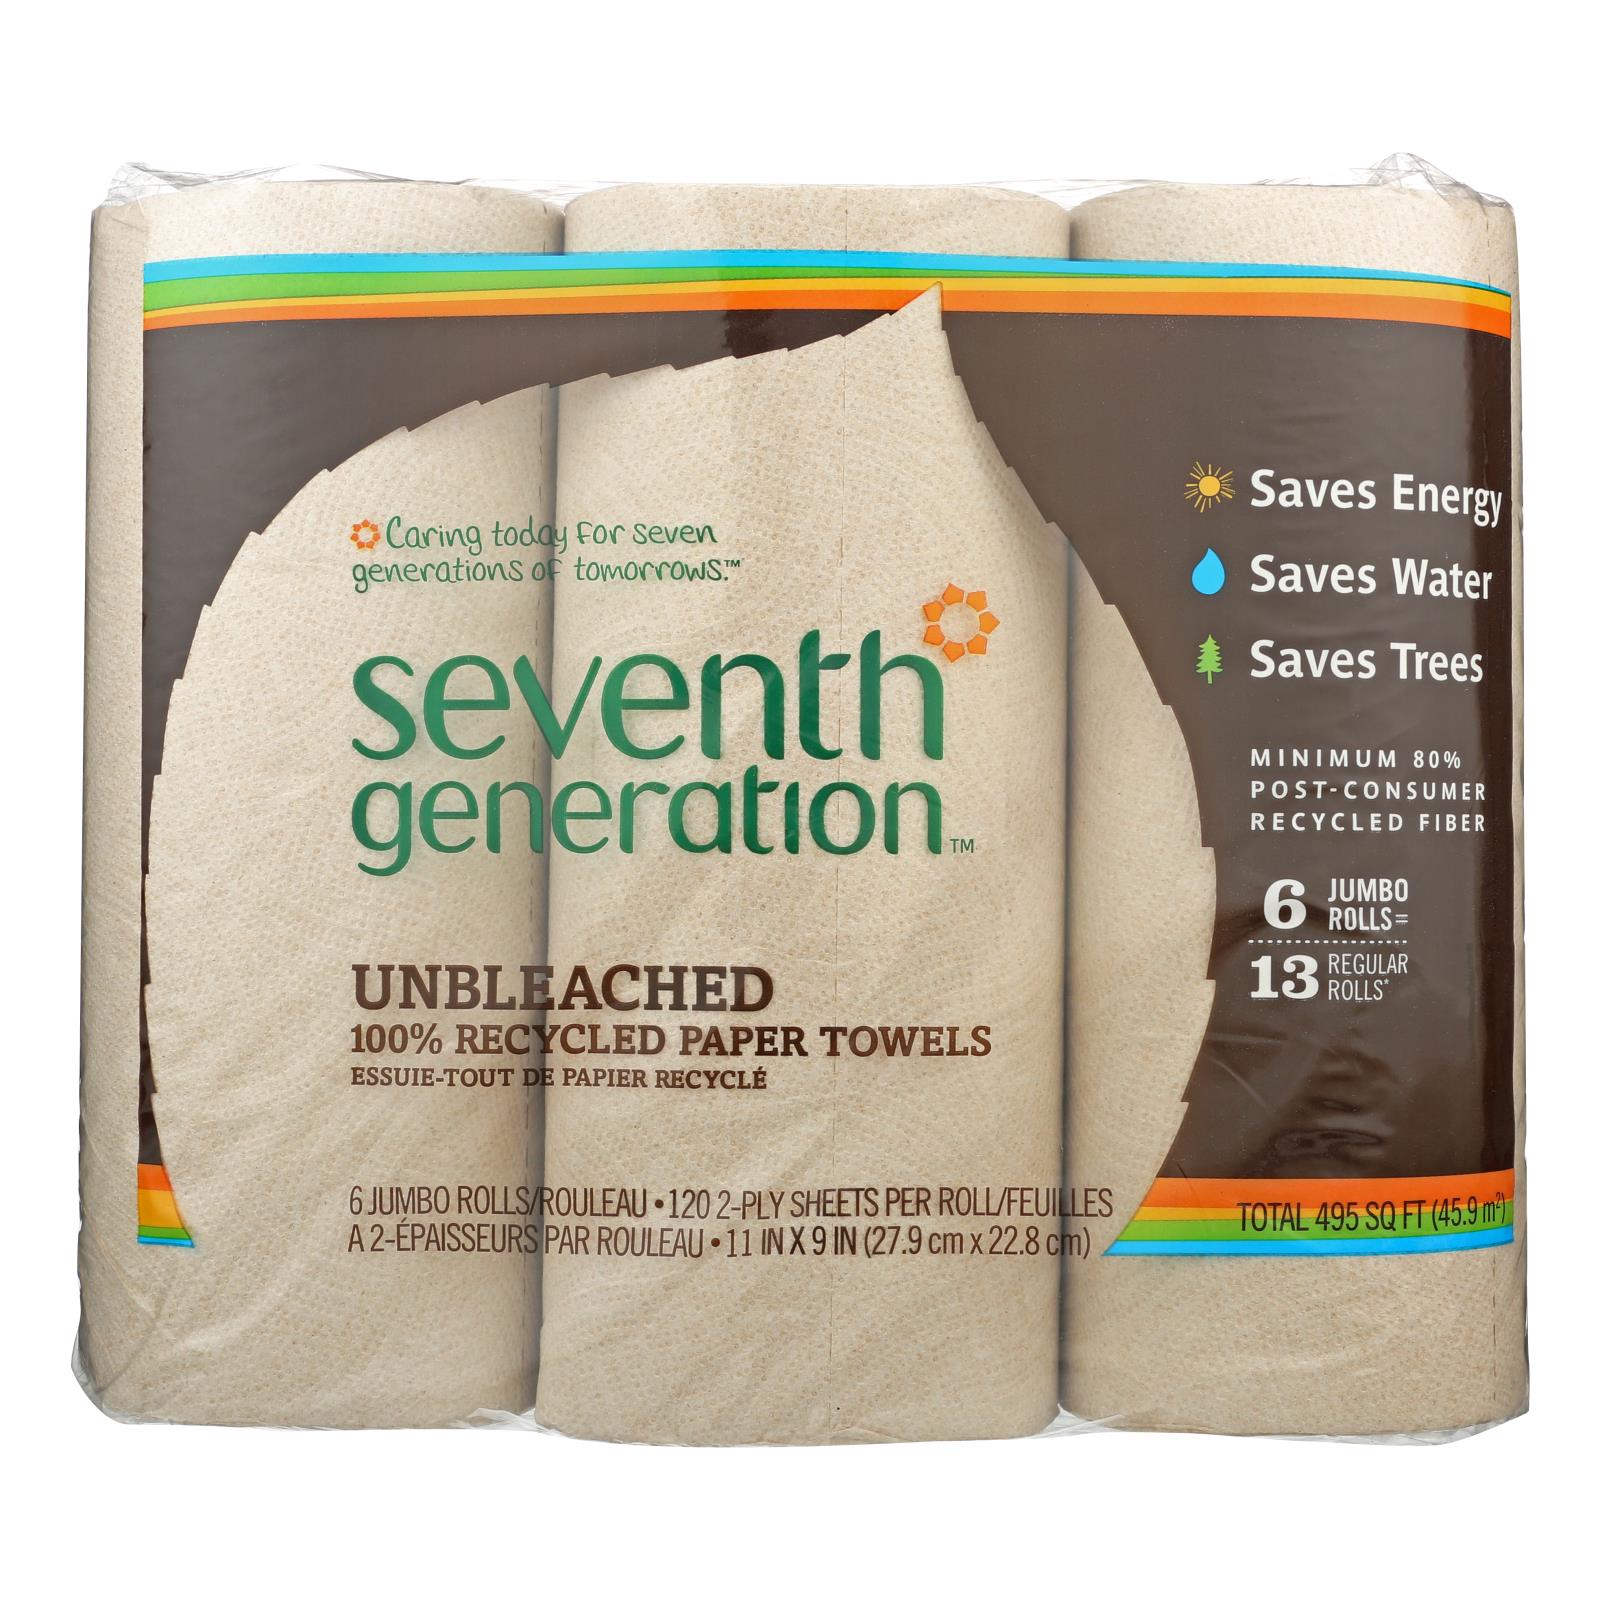 Caring today for seven
generations of tomorrows.™
seventh
generation™
UNBLEACHED
100% RECYCLED PAPER TOWELS
ESSUIE-TOUT DE PAPIER RECYCLÉ
6 JUMBO ROLLS/ROULEAU • 120 2-PLY SHEETS PER ROLL/FEUILLES
A 2-ÉPAISSEURS PAR ROULEAU • 11 IN X 9 IN (27.9 cm x 22.8 cm)
Saves Energy
Saves Water
Saves Trees
MINIMUM 80%
POST-CONSUMER
RECYCLED FIBER
6 JUMBO
ROLLS=
13 REGULAR
ROLLS*
TOTAL 495 SQ FT (45.9 m²)